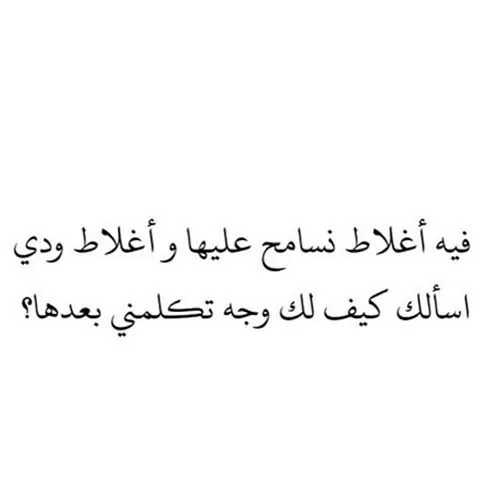 فيه أغلاط نسامح عليها و أغلاط ودي
اسألك كيف لك وجه تكلمني بعدها؟